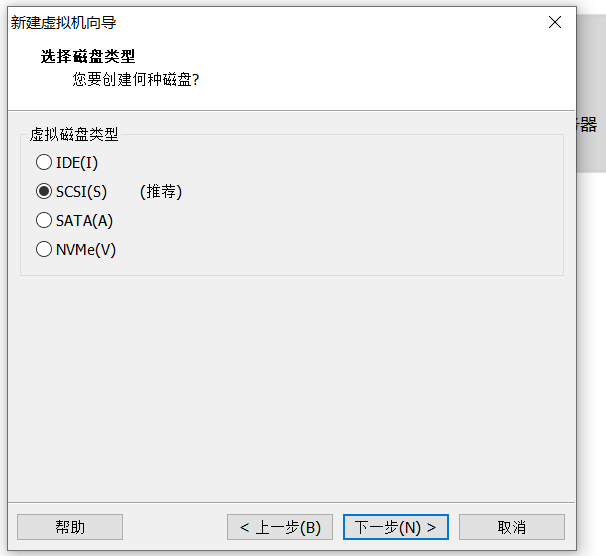 新建虚拟机向导
选择磁盘类型
您要创建何种磁盘?
虚拟磁盘类型
IDE(I)
SCSI(S) (推荐)
SATA(A)
NVMe(V)
帮助
< 上一步(B)
下一步(N) >
取消
器